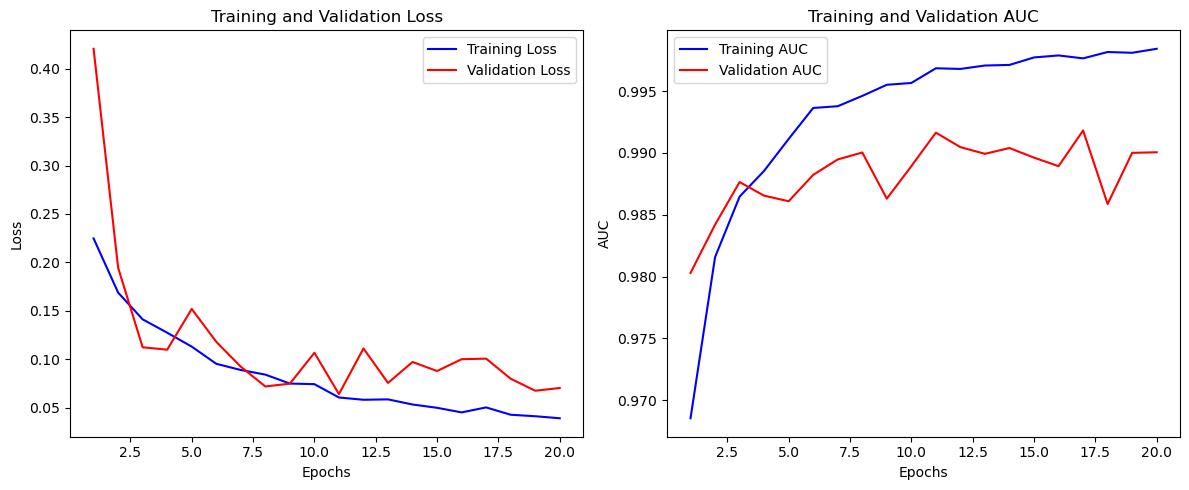 Training and Validation Loss
Training Loss
Validation Loss
0.40
0.35
0.30
0.25
0.20
0.15
0.10
0.05
Loss
2.5 5.0 7.5 10.0 12.5 15.0 17.5 20.0
Epochs
Training and Validation AUC
Training AUC
Validation AUC
0.995
0.990
0.985
0.980
0.975
0.970
AUC
2.5 5.0 7.5 10.0 12.5 15.0 17.5 20.0
Epochs